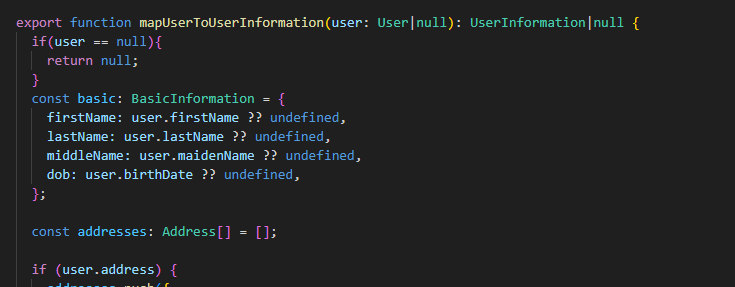 export function mapUserToUserInformation(user: User|null): UserInformation|null {
if(user == null){
return null;
}
const basic: BasicInformation = {
firstName: user.firstName ?? undefined,
lastName: user.lastName ?? undefined,
middleName: user.maidenName ?? undefined,
dob: user.birthDate ?? undefined,
};
const addresses: Address[] = [];
if (user.address) {
addresses.push({